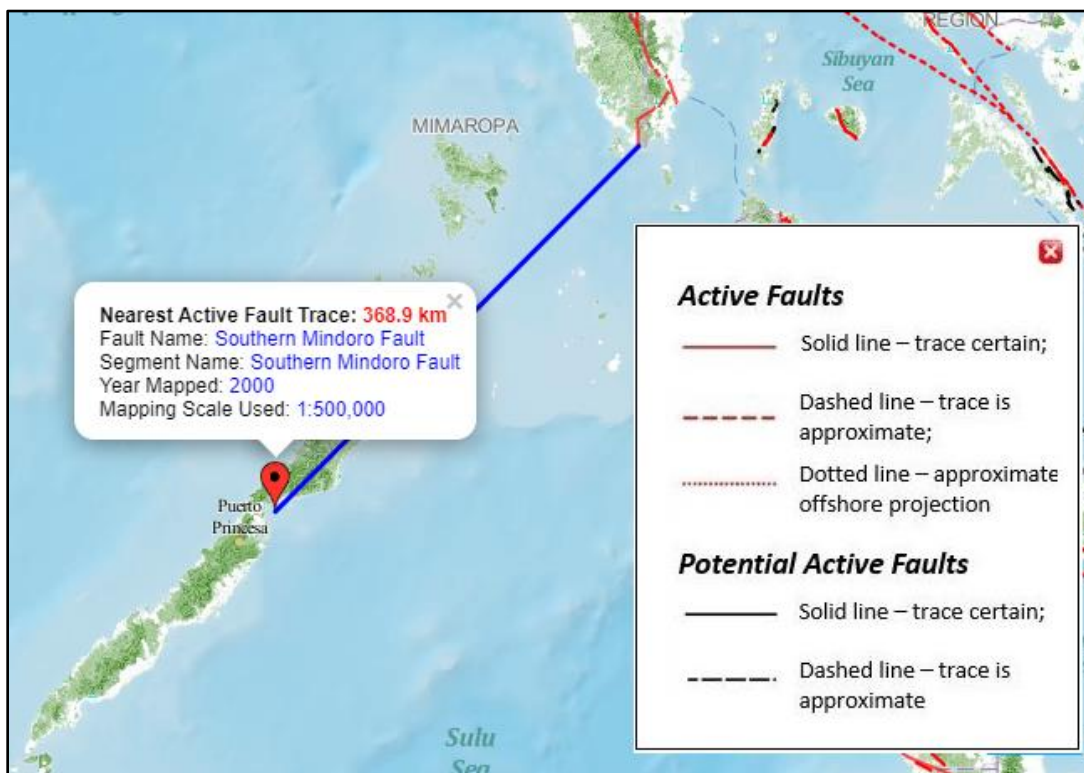 REGION
Sibuyan
Sea
MIMAROPA
×
Nearest Active Fault Trace: 368.9 km
Fault Name: Southern Mindoro Fault
Segment Name: Southern Mindoro Fault
Year Mapped: 2000
Mapping Scale Used: 1:500,000
Puerto
Princesa
Active Faults
Solid line – trace certain;
Dashed line – trace is
approximate;
Dotted line – approximate
offshore projection
Potential Active Faults
Solid line – trace certain;
Dashed line – trace is
approximate
Sulu
Sea